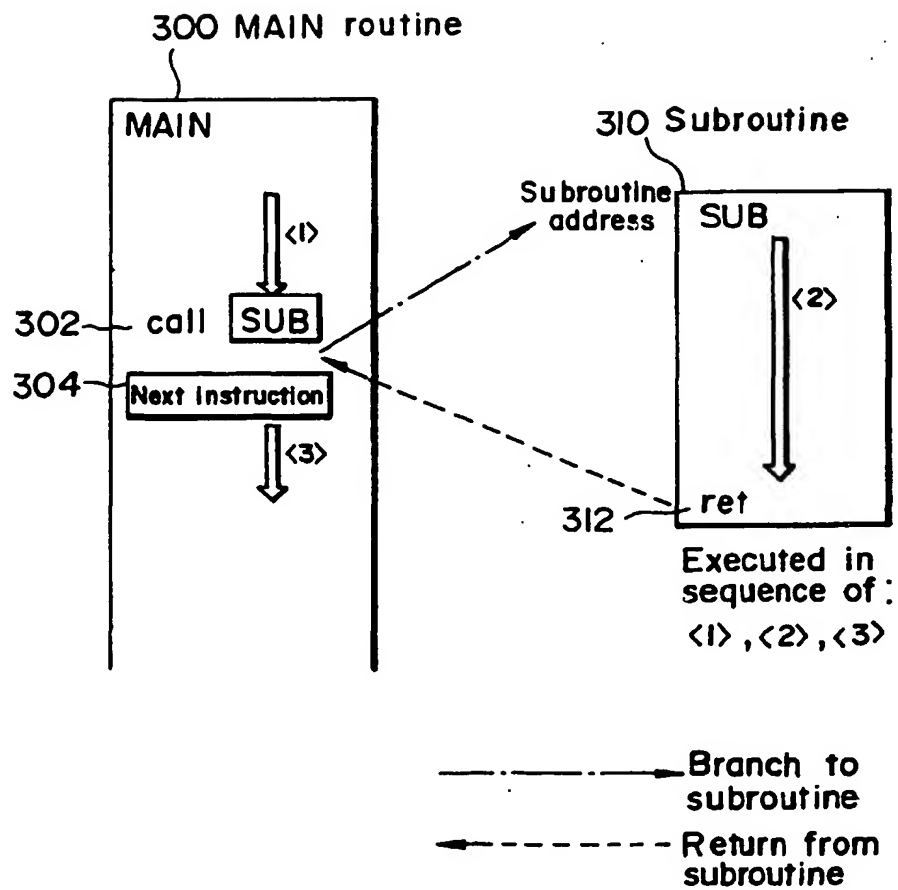 300 MAIN routine
MAIN
310 Subroutine
Subroutine
address
SUB
<1>
<2>
302 call SUB
304 Next instruction
<3>
312 ret
Executed in
sequence of :
<1>, <2>, <3>
Branch to
subroutine
Return from
subroutine